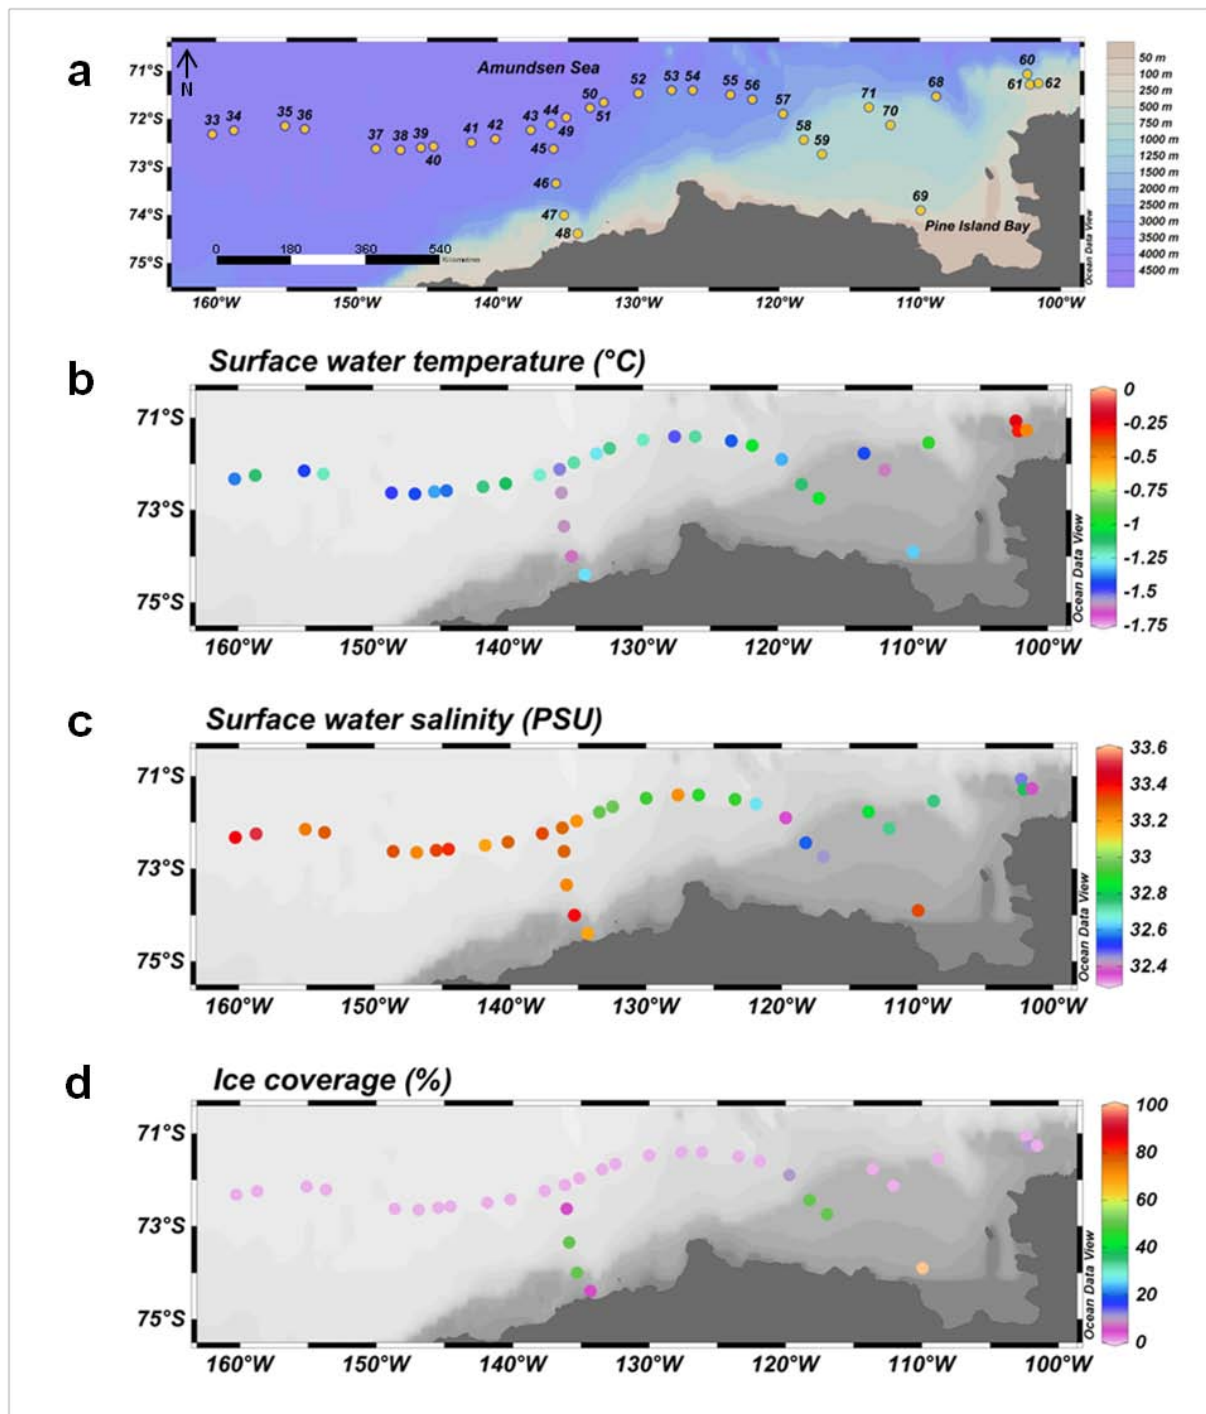 a
N
Amundsen Sea
Pine Island Bay
71°S
72°S
73°S
74°S
75°S
33 34 35 36 37 38 39 40 41 42 43 44 49 45 46 47 48 50 51 52 53 54 55 56 57 58 59 71 70 68 69 60 61 62
0 180 360 540
Kilometres
160°W 150°W 140°W 130°W 120°W 110°W 100°W
Ocean Data View
50 m
100 m
250 m
500 m
750 m
1000 m
1250 m
1500 m
2000 m
2500 m
3000 m
3500 m
4000 m
4500 m
b
Surface water temperature (°C)
71°S
73°S
75°S
160°W 150°W 140°W 130°W 120°W 110°W 100°W
Ocean Data View
0
-0.25
-0.5
-0.75
-1
-1.25
-1.5
-1.75
c
Surface water salinity (PSU)
71°S
73°S
75°S
160°W 150°W 140°W 130°W 120°W 110°W 100°W
Ocean Data View
33.6
33.4
33.2
33
32.8
32.6
32.4
d
Ice coverage (%)
71°S
73°S
75°S
160°W 150°W 140°W 130°W 120°W 110°W 100°W
Ocean Data View
100
80
60
40
20
0